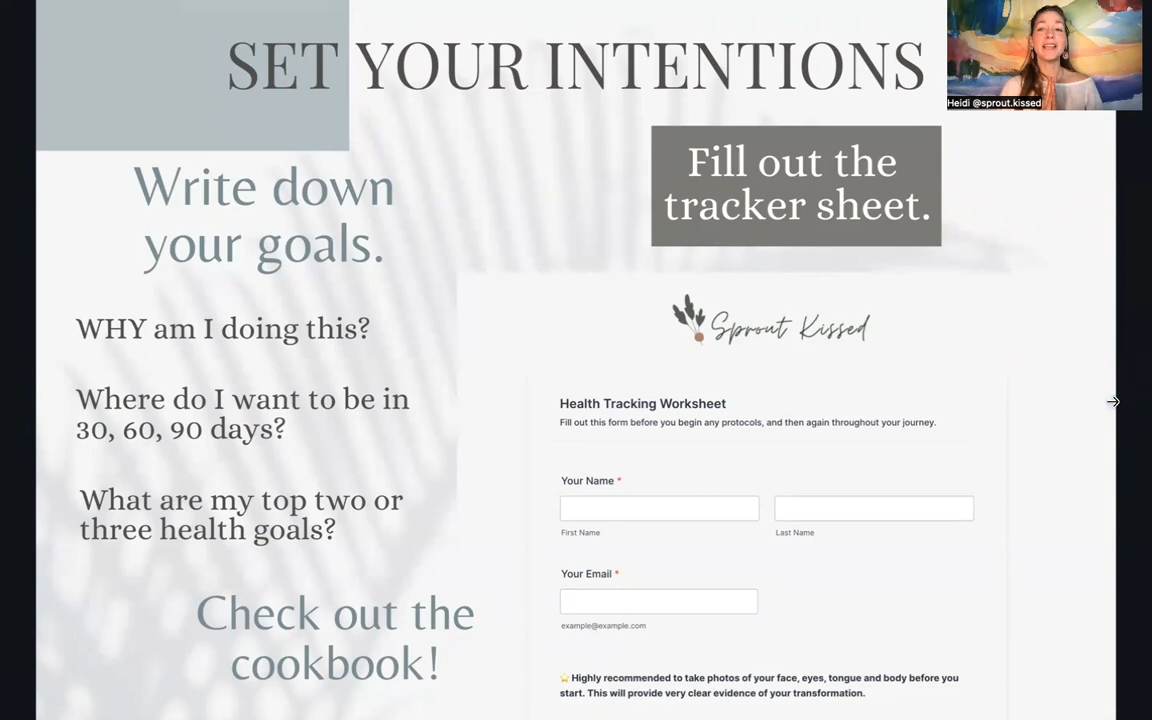 SET YOUR INTENTIONS
Heidi @sprout.kissed
Write down
your goals.
WHY am I doing this?
Where do I want to be in
30, 60, 90 days?
What are my top two or
three health goals?
Check out the
cookbook!
Fill out the
tracker sheet.
Sprout Kissed
Health Tracking Worksheet
Fill out this form before you begin any protocols, and then again throughout your journey.
Your Name *
First Name
Last Name
Your Email *
example@example.com
Highly recommended to take photos of your face, eyes, tongue and body before you
start. This will provide very clear evidence of your transformation.